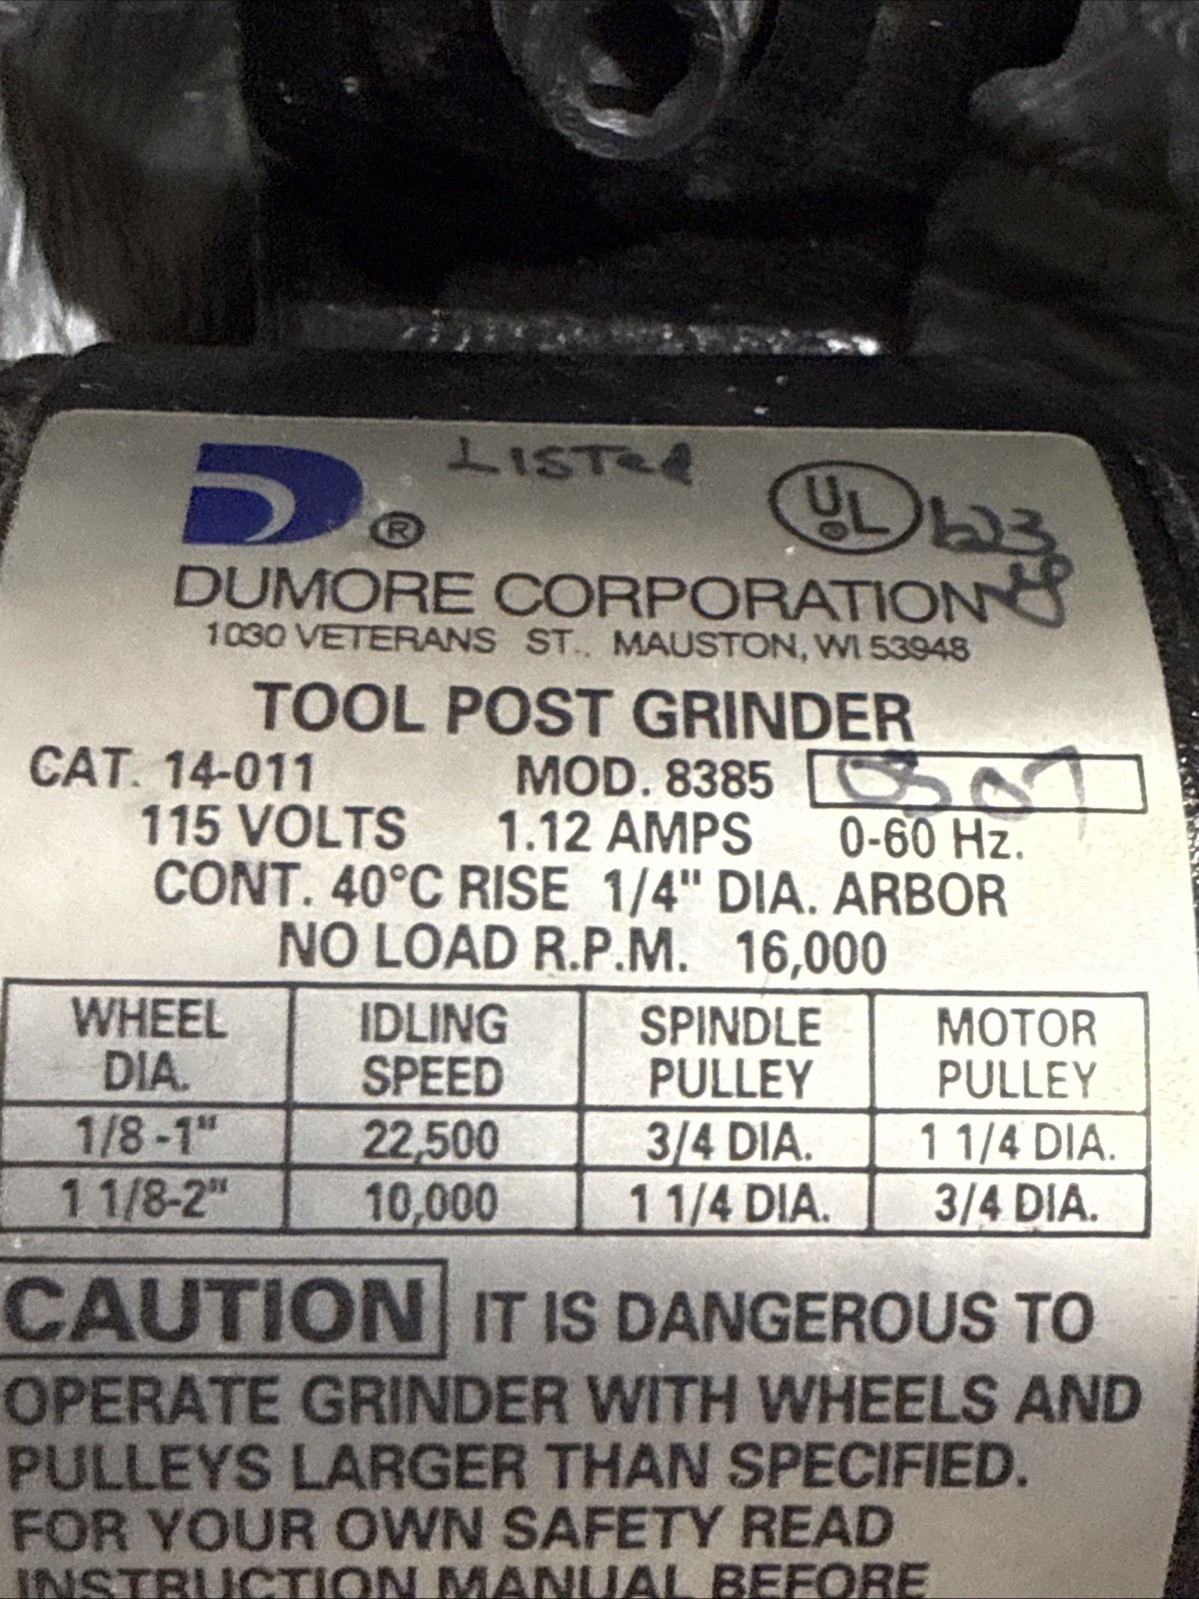 Listed
UL ® 623
®
DUMORE CORPORATION
1030 VETERANS ST., MAUSTON, WI 53948
TOOL POST GRINDER
CAT. 14-011 MOD. 8385 0307
115 VOLTS 1.12 AMPS 0-60 Hz.
CONT. 40°C RISE 1/4" DIA. ARBOR
NO LOAD R.P.M. 16,000
WHEEL DIA. IDLING SPEED SPINDLE PULLEY MOTOR PULLEY
1/8 -1" 22,500 3/4 DIA. 1 1/4 DIA.
1 1/8-2" 10,000 1 1/4 DIA. 3/4 DIA.
CAUTION IT IS DANGEROUS TO
OPERATE GRINDER WITH WHEELS AND
PULLEYS LARGER THAN SPECIFIED.
FOR YOUR OWN SAFETY READ
INSTRUCTION MANUAL BEFORE